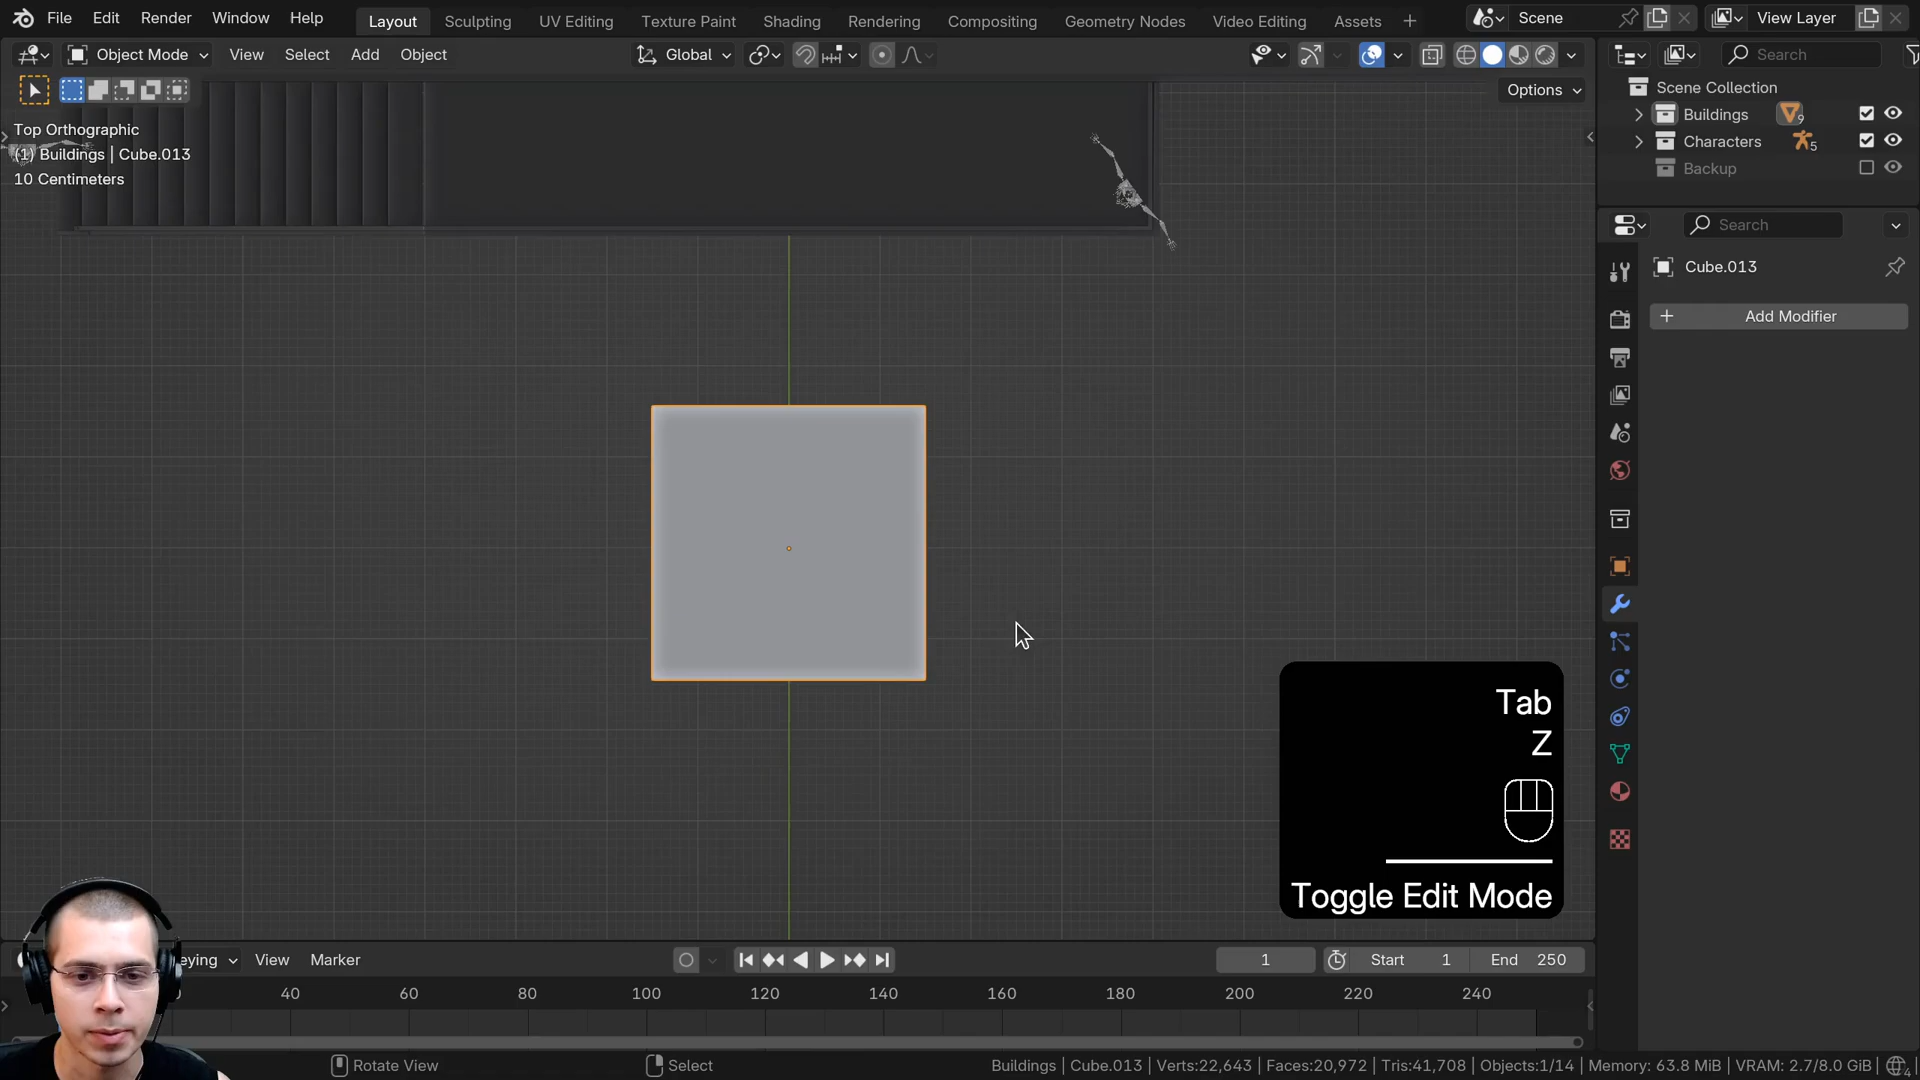 File Edit Render Window Help Layout Sculpting UV Editing Texture Paint Shading Rendering Compositing Geometry Nodes Video Editing Assets + Scene View Layer
Object Mode View Select Add Object Global Search
Options
Top Orthographic
(1) Buildings | Cube.013
10 Centimeters
Scene Collection
Buildings 9
Characters 5
Backup
Search
Cube.013
+ Add Modifier
Tab
Z
Toggle Edit Mode
eying View Marker 1 Start 1 End 250
40 60 80 100 120 140 160 180 200 220 240
Rotate View Select Buildings | Cube.013 | Verts:22,643 | Faces:20,972 | Tris:41,708 | Objects:1/14 | Memory: 63.8 MiB | VRAM: 2.7/8.0 GiB | 4